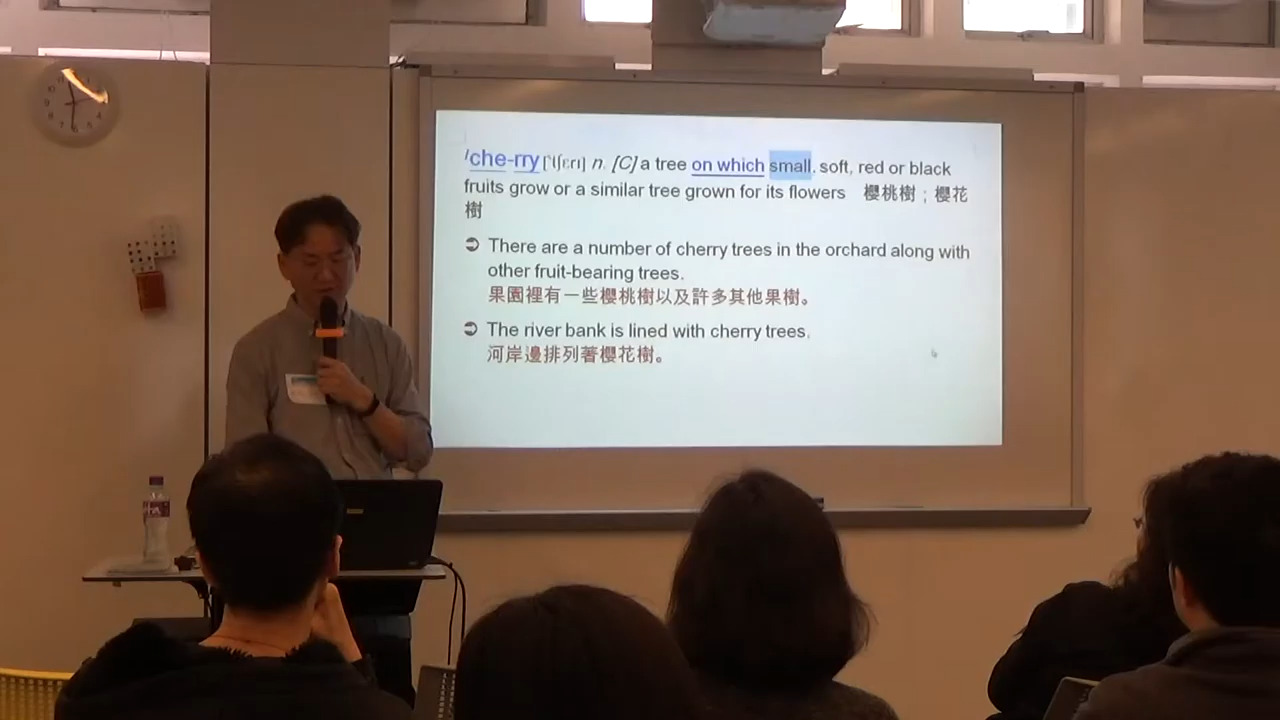 ˈche-rry [ˈtʃɛrɪ] n. [C] a tree on which small, soft, red or black
fruits grow or a similar tree grown for its flowers 櫻桃樹；櫻花
樹
➲ There are a number of cherry trees in the orchard along with
other fruit-bearing trees.
果園裡有一些櫻桃樹以及許多其他果樹。
➲ The river bank is lined with cherry trees.
河岸邊排列著櫻花樹。